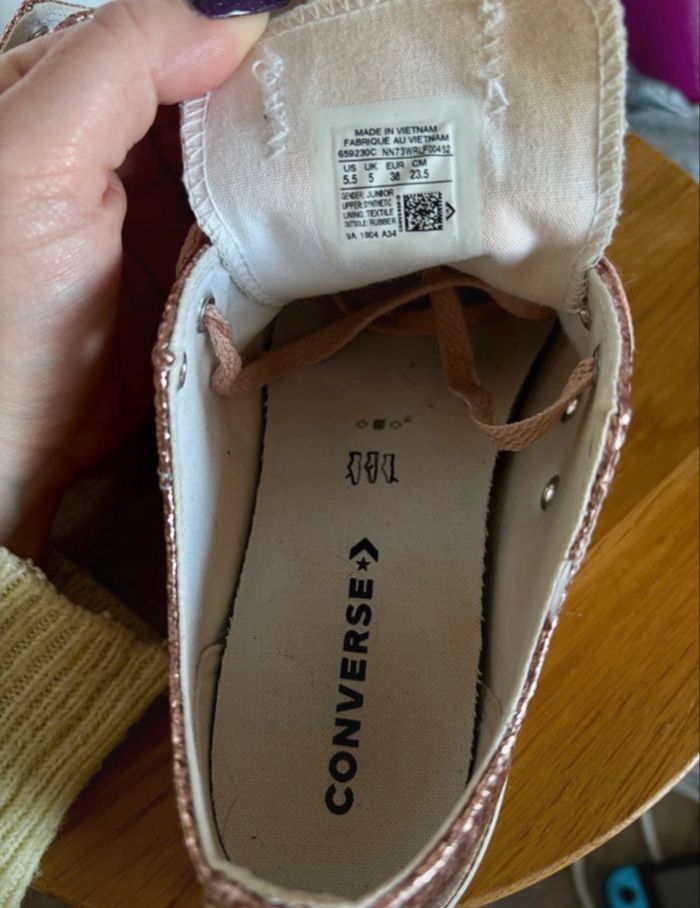 MADE IN VIETNAM
FABRIQUE AU VIETNAM
659230C NN73WRLF00452
US UK EUR CM
5.5 5 38 23.5
GENDER: JUNIOR
UPPER: SYNTHETIC
LINING: TEXTILE
OUTSOLE: RUBBER
9A 1804 A34
CONVERSE